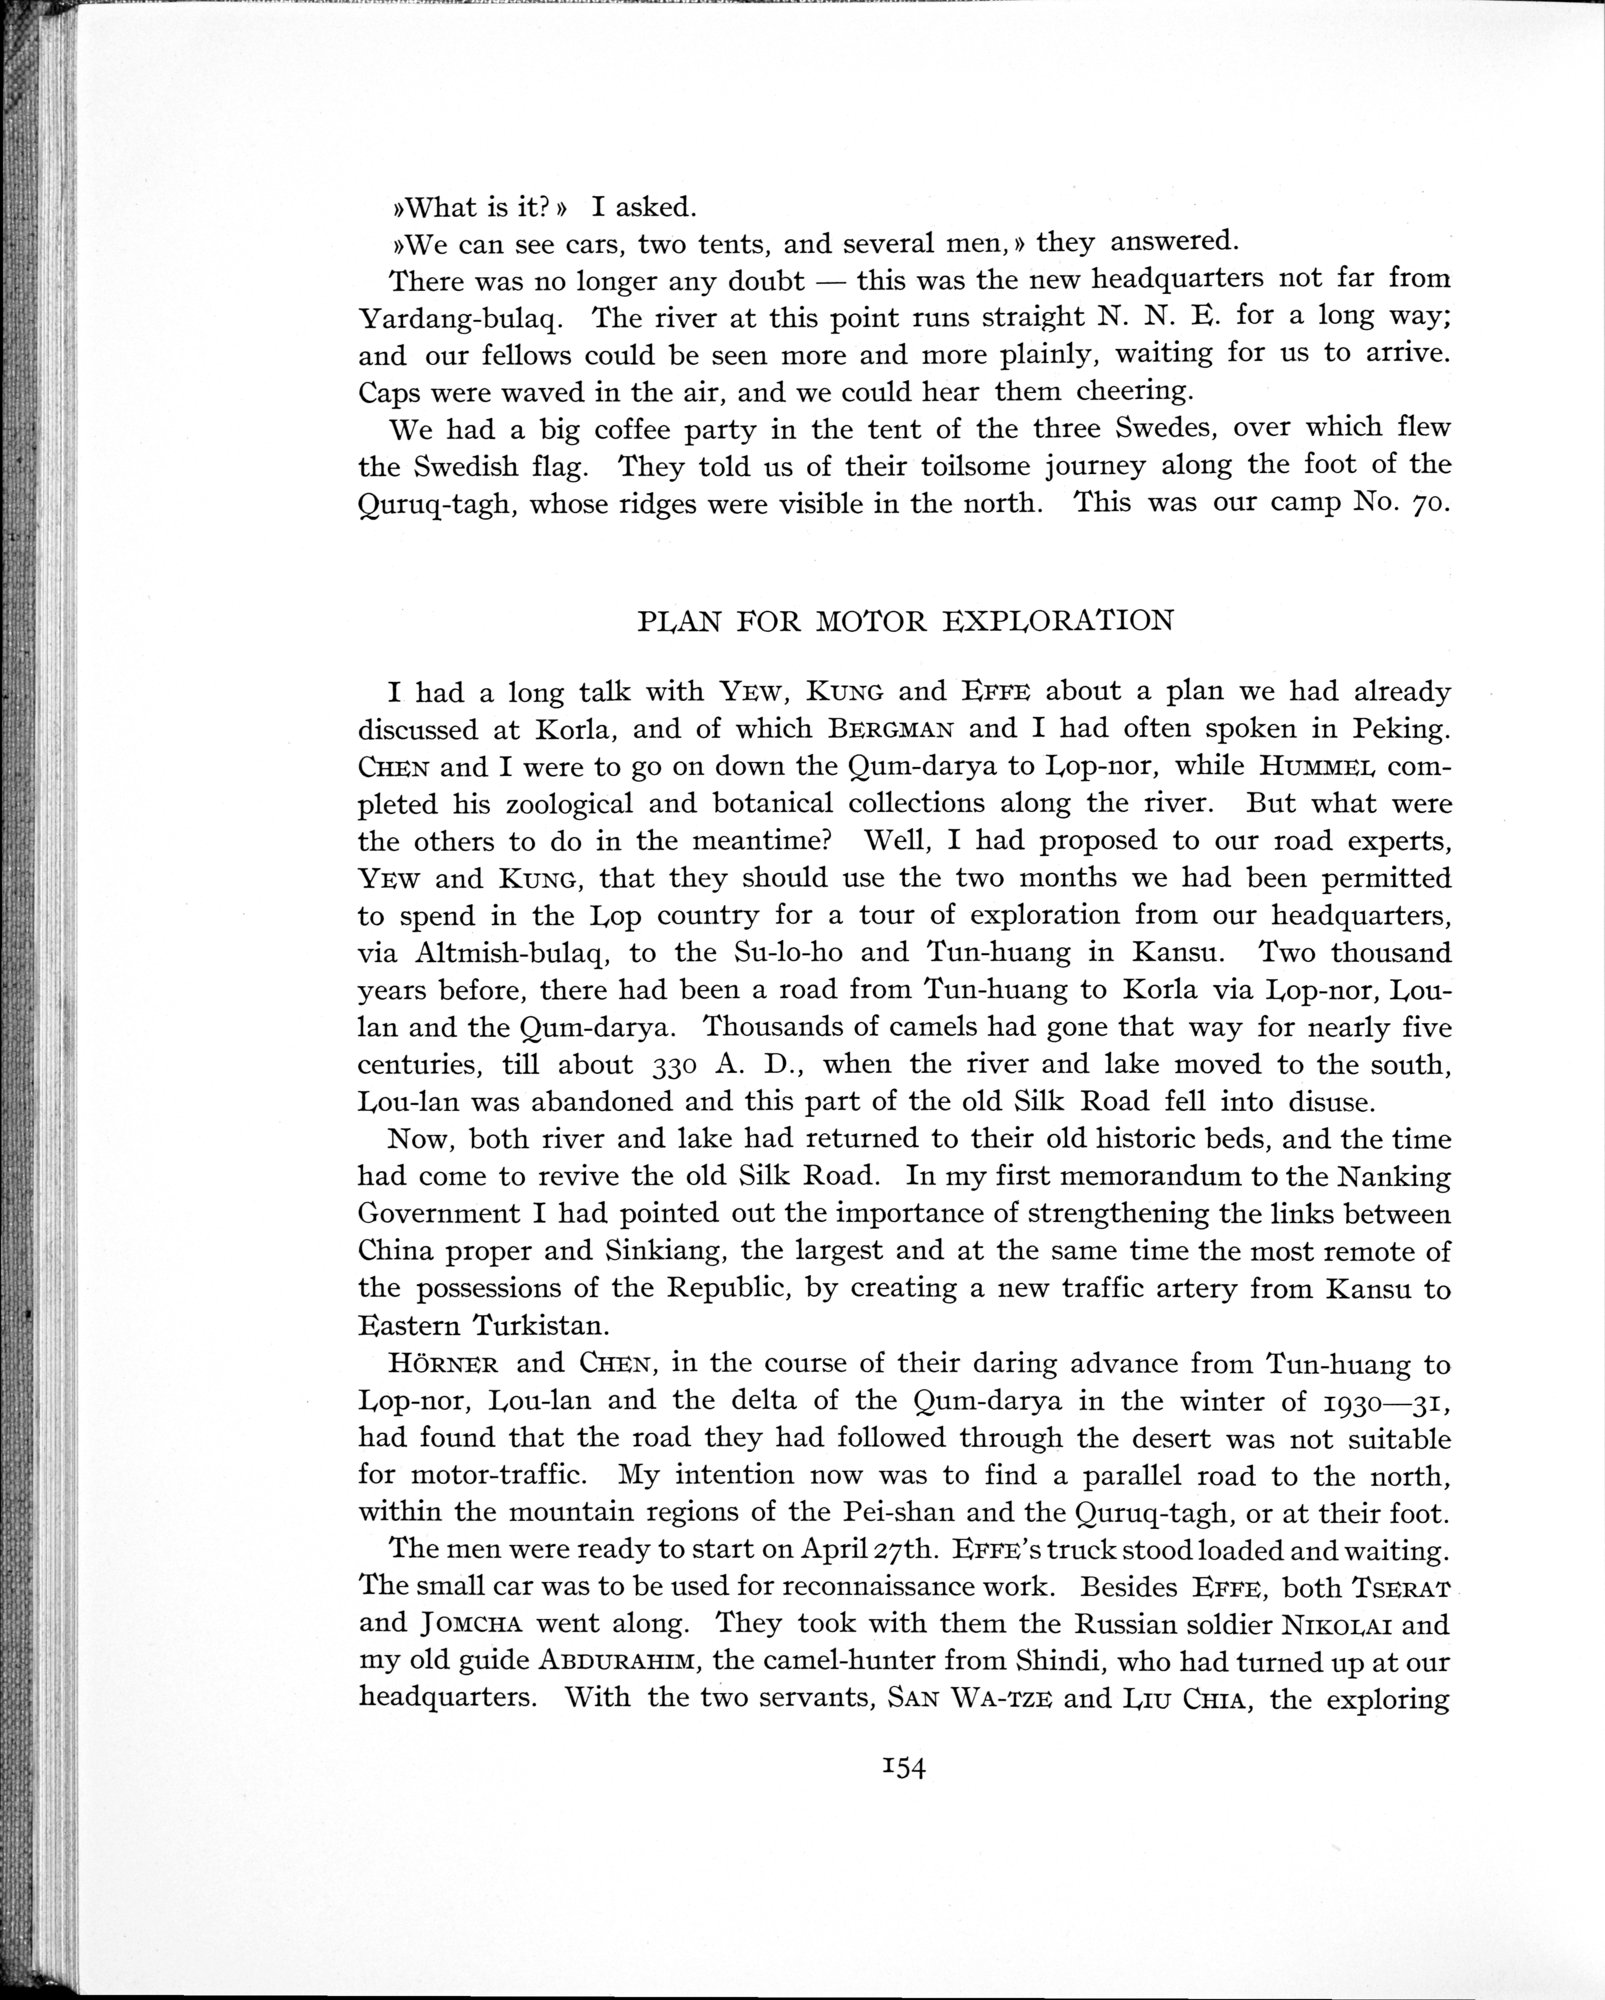 »What is it?» I asked.
»We can see cars, two tents, and several men,» they answered.
There was no longer any doubt — this was the new headquarters not far from
Yardang-bulaq. The river at this point runs straight N. N. E. for a long way;
and our fellows could be seen more and more plainly, waiting for us to arrive.
Caps were waved in the air, and we could hear them cheering.
We had a big coffee party in the tent of the three Swedes, over which flew
the Swedish flag. They told us of their toilsome journey along the foot of the
Quruq-tagh, whose ridges were visible in the north. This was our camp No. 70.
PLAN FOR MOTOR EXPLORATION
I had a long talk with YEW, KUNG and EFFE about a plan we had already
discussed at Korla, and of which BERGMAN and I had often spoken in Peking.
CHEN and I were to go on down the Qum-darya to Lop-nor, while HUMMEL com-
pleted his zoological and botanical collections along the river. But what were
the others to do in the meantime? Well, I had proposed to our road experts,
YEW and KUNG, that they should use the two months we had been permitted
to spend in the Lop country for a tour of exploration from our headquarters,
via Altmish-bulaq, to the Su-lo-ho and Tun-huang in Kansu. Two thousand
years before, there had been a road from Tun-huang to Korla via Lop-nor, Lou-
lan and the Qum-darya. Thousands of camels had gone that way for nearly five
centuries, till about 330 A. D., when the river and lake moved to the south,
Lou-lan was abandoned and this part of the old Silk Road fell into disuse.
Now, both river and lake had returned to their old historic beds, and the time
had come to revive the old Silk Road. In my first memorandum to the Nanking
Government I had pointed out the importance of strengthening the links between
China proper and Sinkiang, the largest and at the same time the most remote of
the possessions of the Republic, by creating a new traffic artery from Kansu to
Eastern Turkistan.
HÖRNER and CHEN, in the course of their daring advance from Tun-huang to
Lop-nor, Lou-lan and the delta of the Qum-darya in the winter of 1930—31,
had found that the road they had followed through the desert was not suitable
for motor-traffic. My intention now was to find a parallel road to the north,
within the mountain regions of the Pei-shan and the Quruq-tagh, or at their foot.
The men were ready to start on April 27th. EFFE's truck stood loaded and waiting.
The small car was to be used for reconnaissance work. Besides EFFE, both TSERAT
and JOMCHA went along. They took with them the Russian soldier NIKOLAI and
my old guide ABDURAHIM, the camel-hunter from Shindi, who had turned up at our
headquarters. With the two servants, SAN WA-TZE and LIU CHIA, the exploring
154